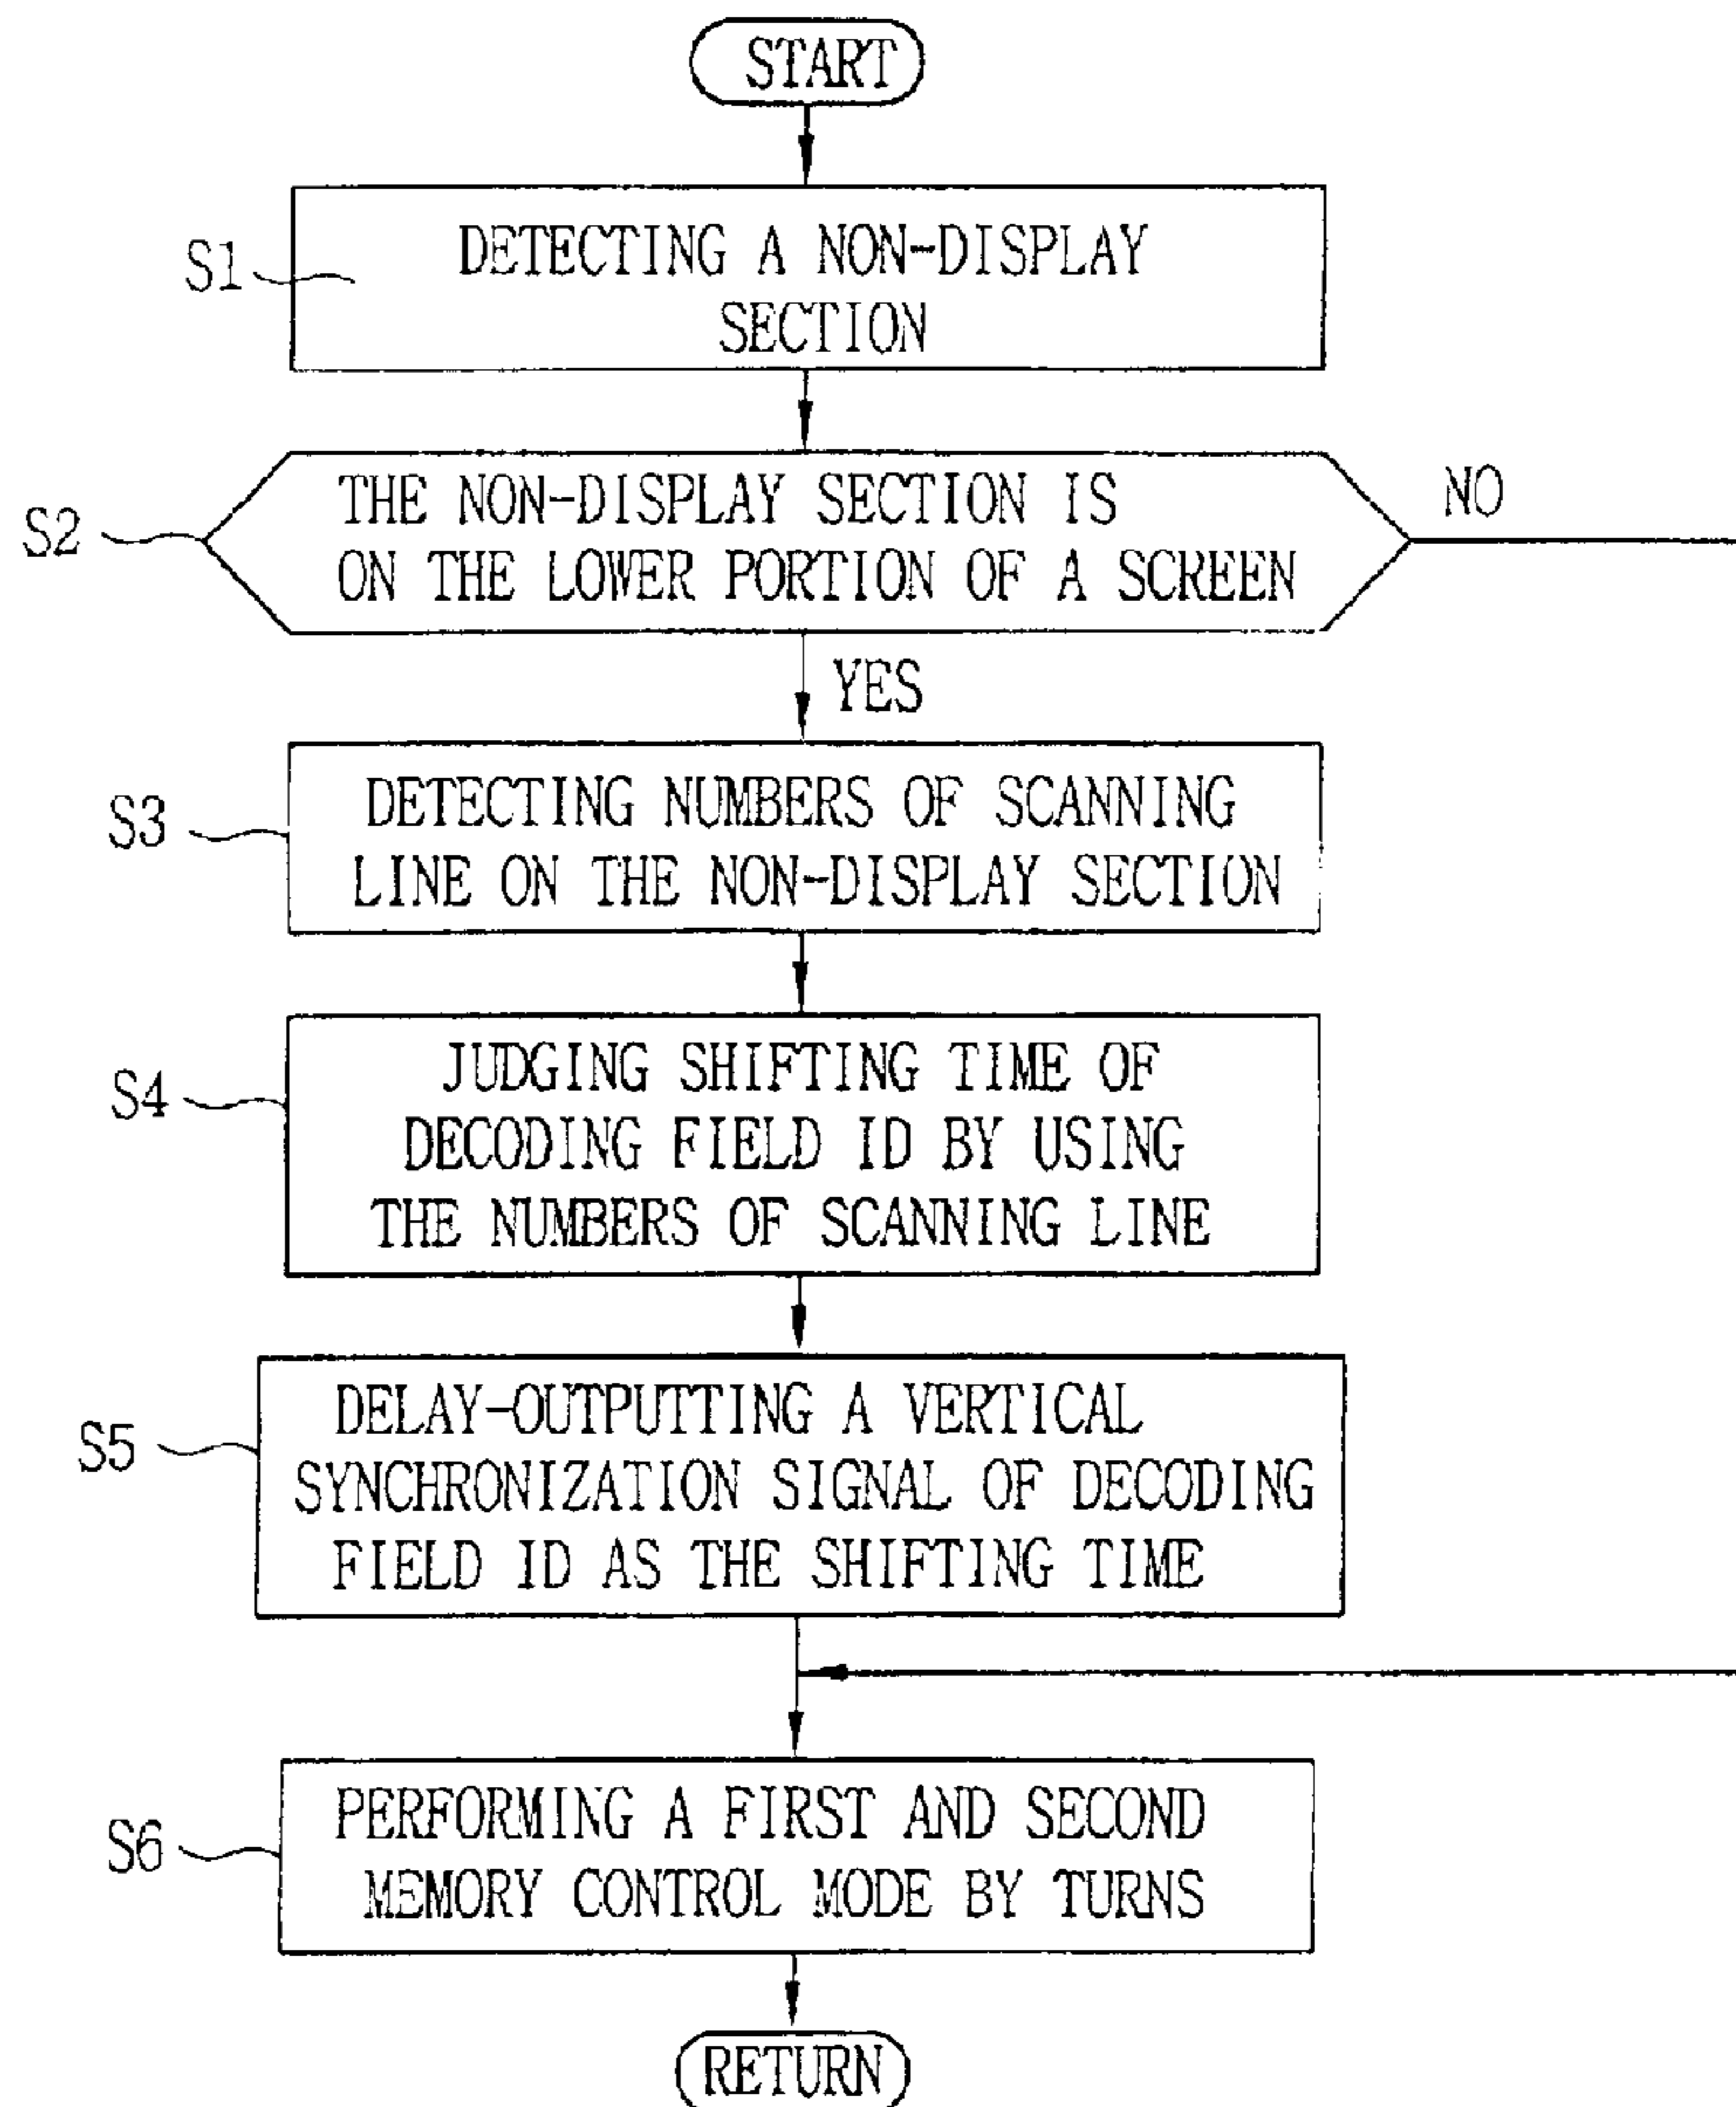 START
S1
DETECTING A NON-DISPLAY
SECTION
S2
THE NON-DISPLAY SECTION IS
ON THE LOWER PORTION OF A SCREEN
NO
YES
S3
DETECTING NUMBERS OF SCANNING
LINE ON THE NON-DISPLAY SECTION
S4
JUDGING SHIFTING TIME OF
DECODING FIELD ID BY USING
THE NUMBERS OF SCANNING LINE
S5
DELAY-OUTPUTTING A VERTICAL
SYNCHRONIZATION SIGNAL OF DECODING
FIELD ID AS THE SHIFTING TIME
S6
PERFORMING A FIRST AND SECOND
MEMORY CONTROL MODE BY TURNS
RETURN